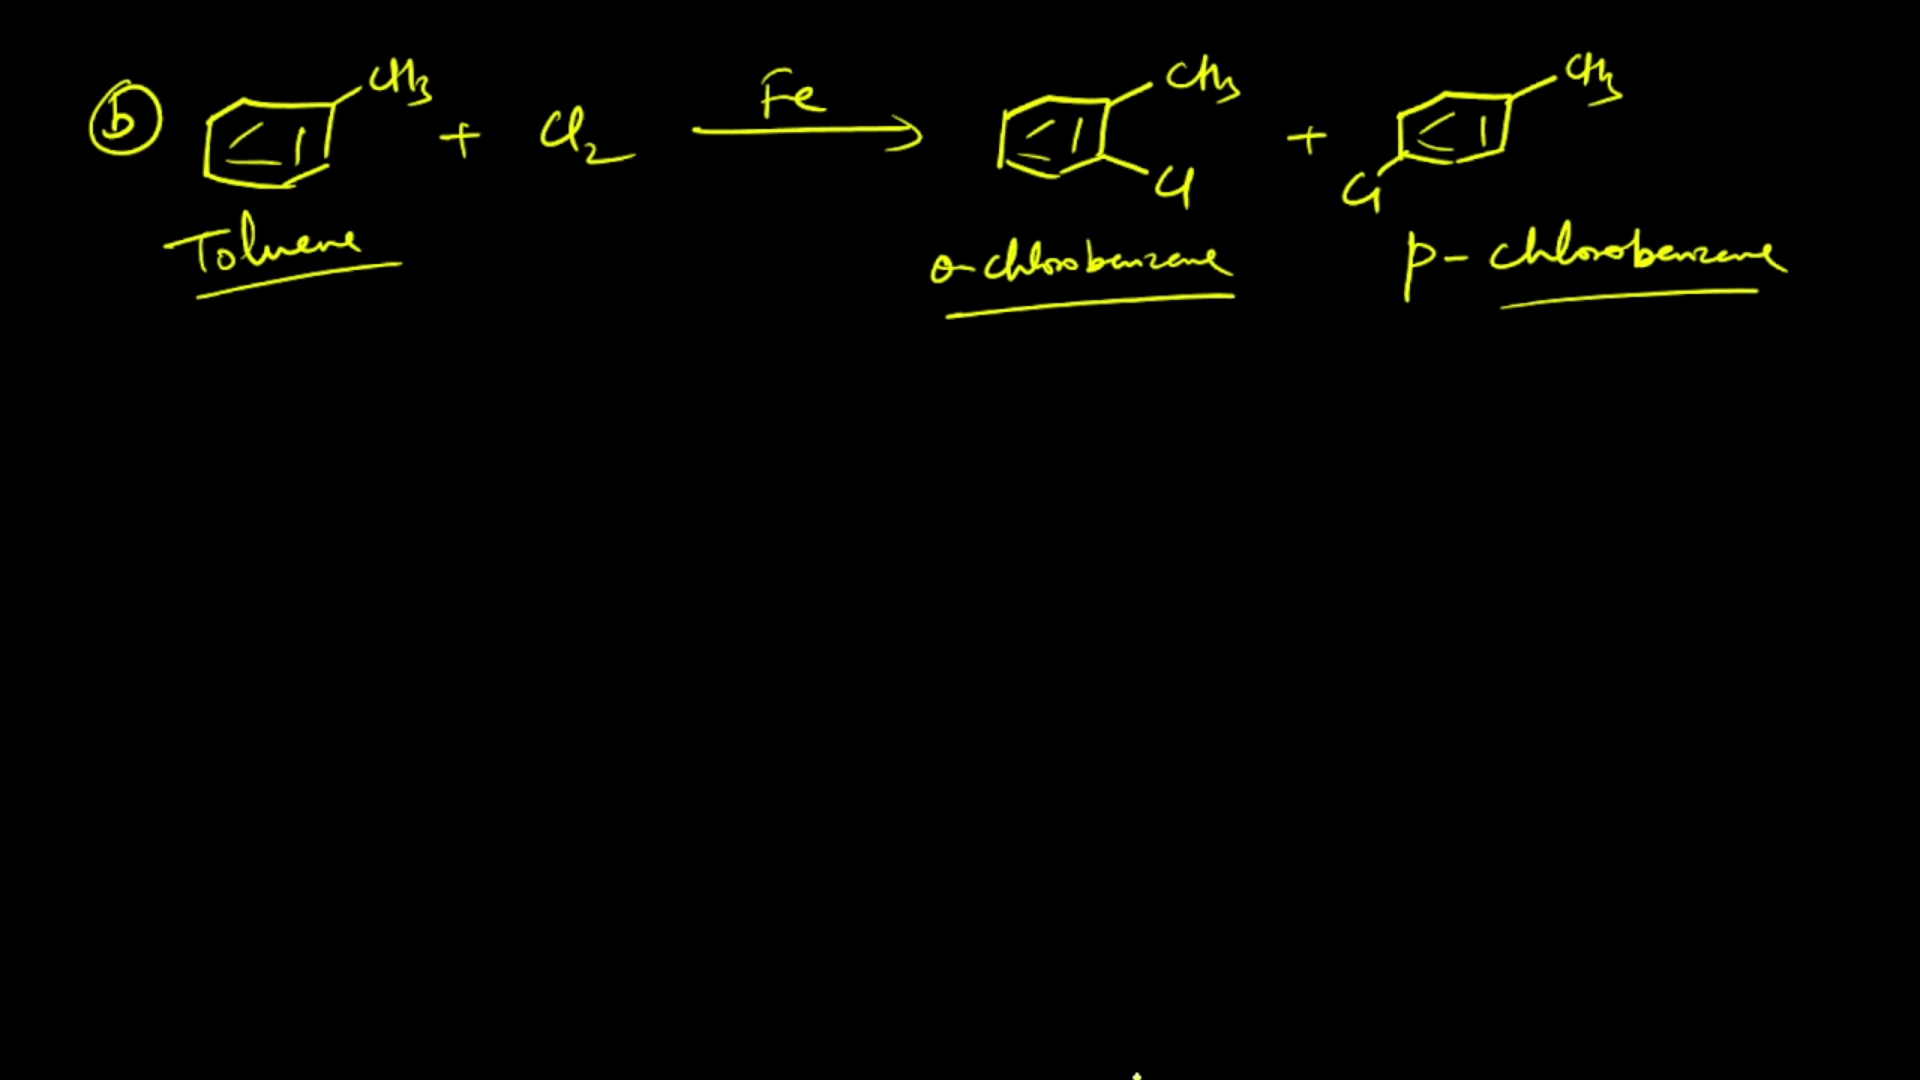 b CH3 + Cl2 Fe CH3 Cl + CH3 Cl
Toluene o-chlorobenzene p-chlorobenzene